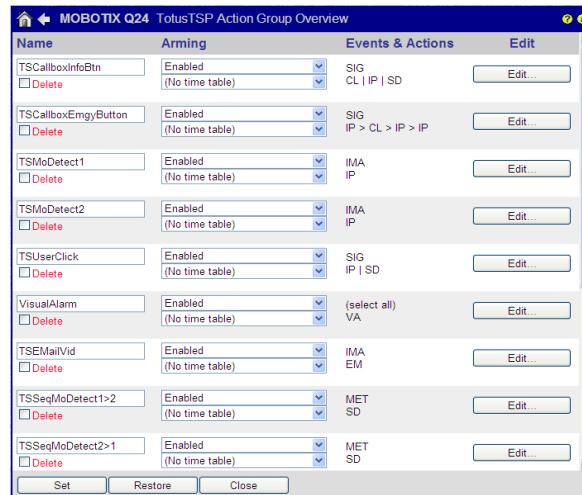 MOBOTIX Q24 TotusTSP Action Group Overview
Name Arming Events & Actions Edit
TSCallboxInfoBtn Enabled SIG Edit...
Delete (No time table) CL | IP | SD
TSCallboxEmgyButton Enabled SIG Edit...
Delete (No time table) IP > CL > IP > IP
TSMoDetect1 Enabled IMA Edit...
Delete (No time table) IP
TSMoDetect2 Enabled IMA Edit...
Delete (No time table) IP
TSUserClick Enabled SIG Edit...
Delete (No time table) IP | SD
VisualAlarm Enabled (select all) Edit...
Delete (No time table) VA
TSEMailVid Enabled IMA Edit...
Delete (No time table) EM
TSSeqMoDetect1>2 Enabled MET Edit...
Delete (No time table) SD
TSSeqMoDetect2>1 Enabled MET Edit...
Delete (No time table) SD
Set Restore Close